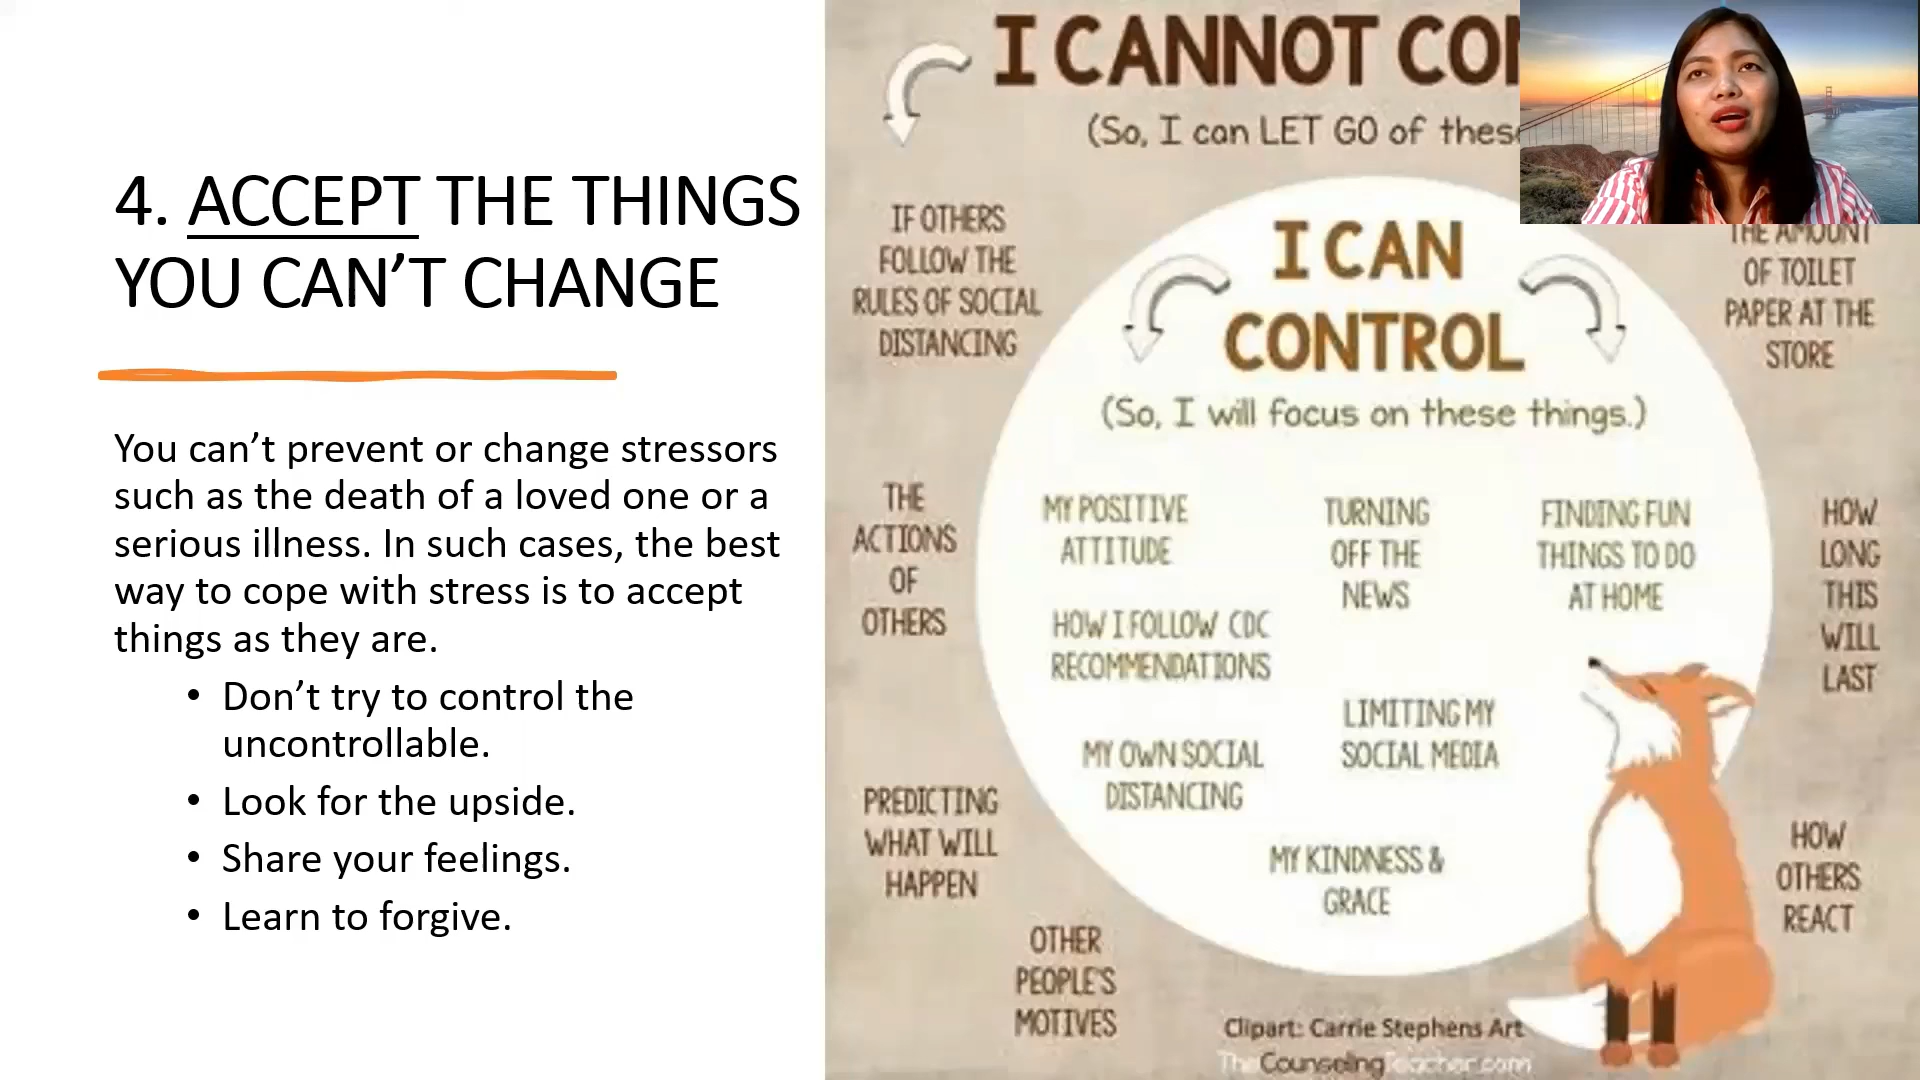 4. ACCEPT THE THINGS
YOU CAN’T CHANGE
You can’t prevent or change stressors
such as the death of a loved one or a
serious illness. In such cases, the best
way to cope with stress is to accept
things as they are.
• Don’t try to control the
uncontrollable.
• Look for the upside.
• Share your feelings.
• Learn to forgive.
I CANNOT
(So, I can LET GO of
IF OTHERS
FOLLOW THE
RULES OF SOCIAL
DISTANCING
THE
ACTIONS
OF
OTHERS
PREDICTING
WHAT WILL
HAPPEN
OTHER
PEOPLE'S
MOTIVES
I CAN
CONTROL
(So, I will focus on these things.)
MY POSITIVE
ATTITUDE
TURNING
OFF THE
NEWS
FINDING FUN
THINGS TO DO
AT HOME
HOW I FOLLOW CDC
RECOMMENDATIONS
LIMITING MY
SOCIAL MEDIA
MY OWN SOCIAL
DISTANCING
MY KINDNESS &
GRACE
THE AMOUNT
OF TOILET
PAPER AT THE
STORE
HOW
LONG
THIS
WILL
LAST
HOW
OTHERS
REACT
Clipart: Carrie Stephens Art
TheCounselingTeacher.com